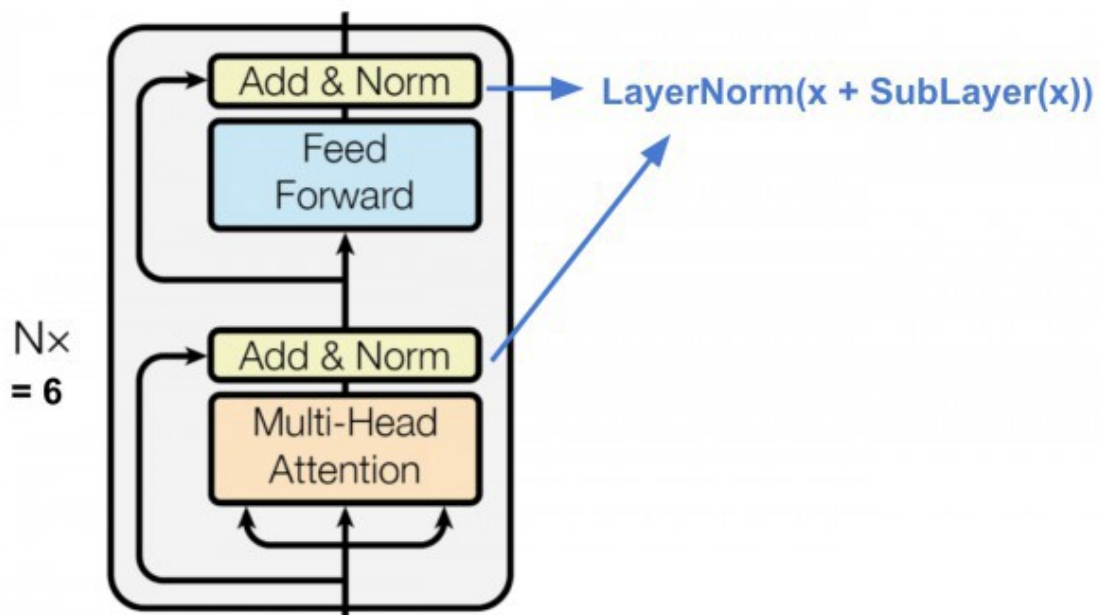 Add & Norm
LayerNorm(x + SubLayer(x))
Feed
Forward
N×
= 6
Add & Norm
Multi-Head
Attention